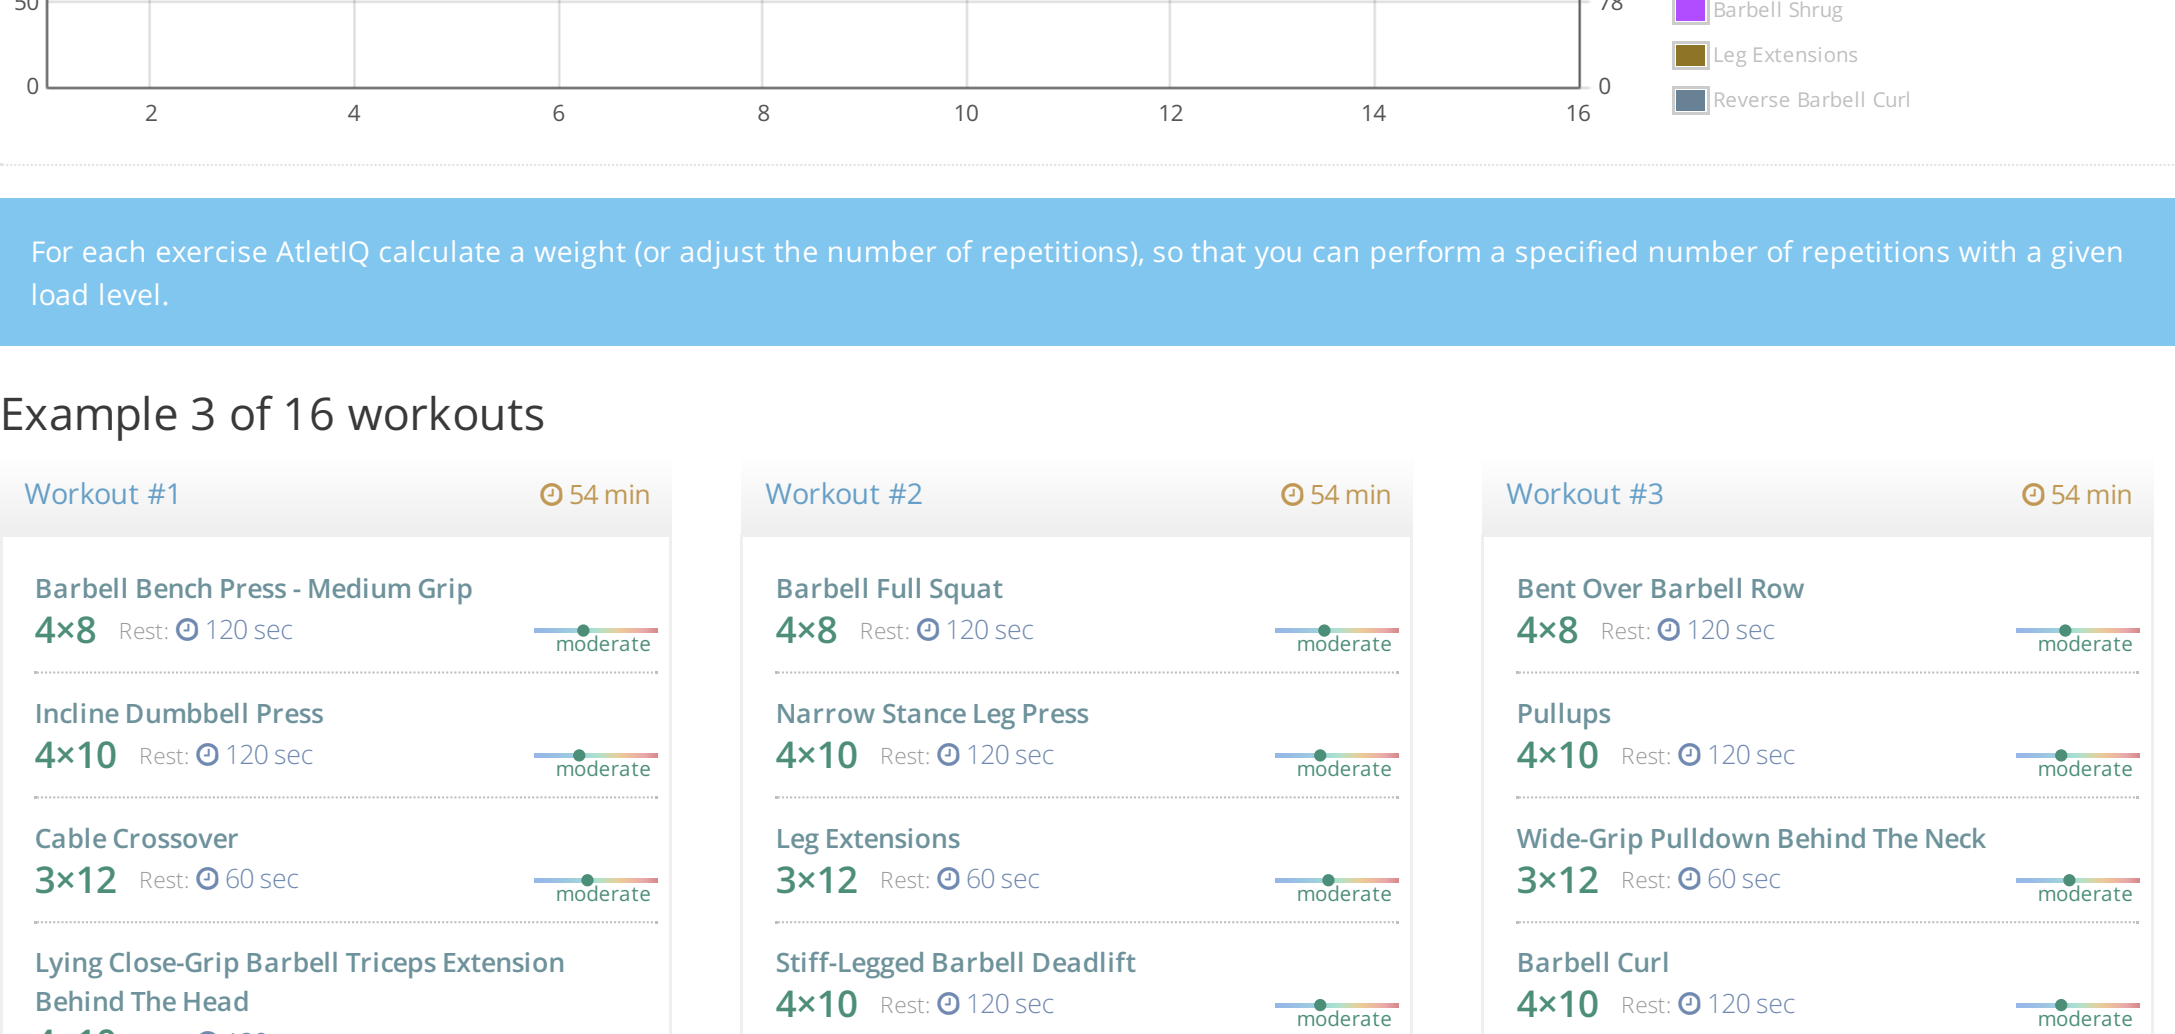 50
78
Barbell Shrug
Leg Extensions
0
0
Reverse Barbell Curl
2 4 6 8 10 12 14 16
For each exercise AtletIQ calculate a weight (or adjust the number of repetitions), so that you can perform a specified number of repetitions with a given
load level.
Example 3 of 16 workouts
Workout #1
54 min
Barbell Bench Press - Medium Grip
4×8 Rest: 120 sec
moderate
Incline Dumbbell Press
4×10 Rest: 120 sec
moderate
Cable Crossover
3×12 Rest: 60 sec
moderate
Lying Close-Grip Barbell Triceps Extension
Behind The Head
Workout #2
54 min
Barbell Full Squat
4×8 Rest: 120 sec
moderate
Narrow Stance Leg Press
4×10 Rest: 120 sec
moderate
Leg Extensions
3×12 Rest: 60 sec
moderate
Stiff-Legged Barbell Deadlift
4×10 Rest: 120 sec
moderate
Workout #3
54 min
Bent Over Barbell Row
4×8 Rest: 120 sec
moderate
Pullups
4×10 Rest: 120 sec
moderate
Wide-Grip Pulldown Behind The Neck
3×12 Rest: 60 sec
moderate
Barbell Curl
4×10 Rest: 120 sec
moderate